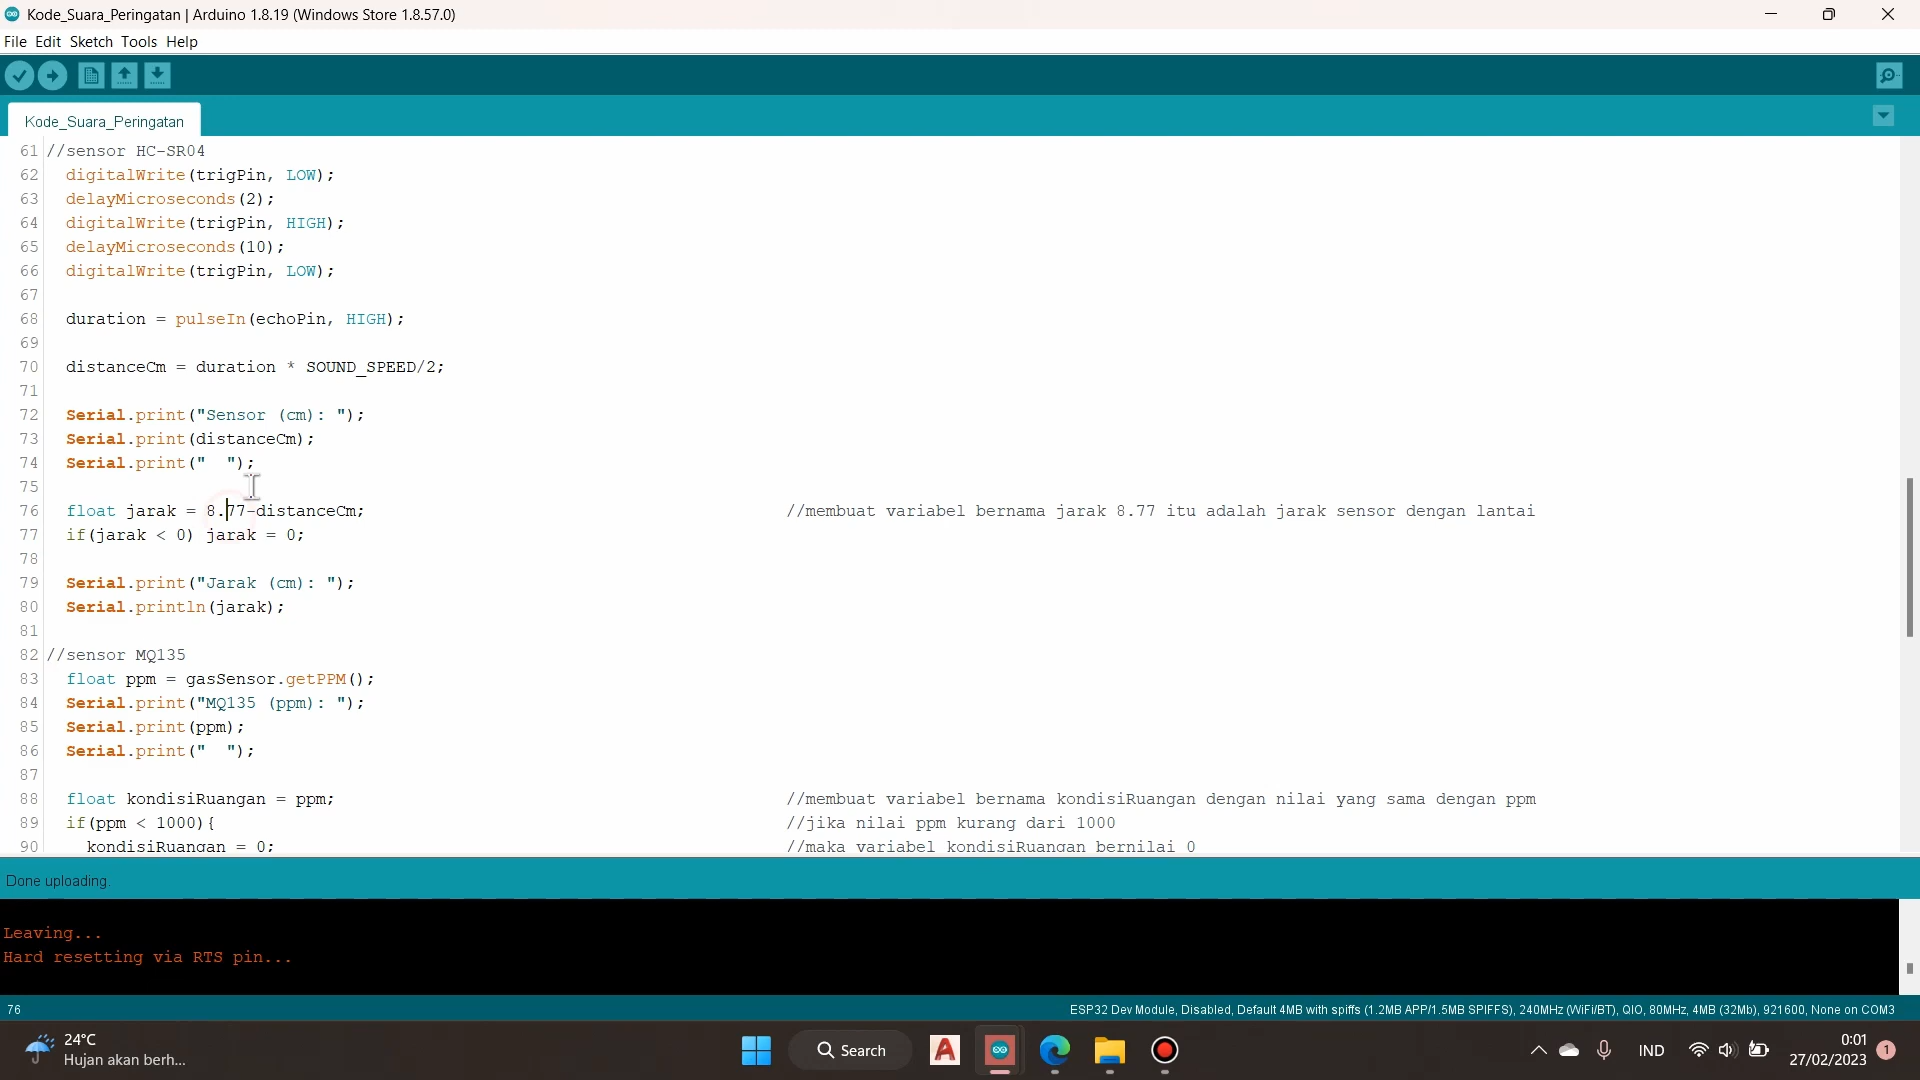 Kode_Suara_Peringatan | Arduino 1.8.19 (Windows Store 1.8.57.0)
File Edit Sketch Tools Help
Kode_Suara_Peringatan
61 //sensor HC-SR04
62 digitalWrite(trigPin, LOW);
63 delayMicroseconds(2);
64 digitalWrite(trigPin, HIGH);
65 delayMicroseconds(10);
66 digitalWrite(trigPin, LOW);
67
68 duration = pulseIn(echoPin, HIGH);
69
70 distanceCm = duration * SOUND_SPEED/2;
71
72 Serial.print("Sensor (cm): ");
73 Serial.print(distanceCm);
74 Serial.print("  ");
75
76 float jarak = 8.77-distanceCm; //membuat variabel bernama jarak 8.77 itu adalah jarak sensor dengan lantai
77 if(jarak < 0) jarak = 0;
78
79 Serial.print("Jarak (cm): ");
80 Serial.println(jarak);
81
82 //sensor MQ135
83 float ppm = gasSensor.getPPM();
84 Serial.print("MQ135 (ppm): ");
85 Serial.print(ppm);
86 Serial.print("  ");
87
88 float kondisiRuangan = ppm; //membuat variabel bernama kondisiRuangan dengan nilai yang sama dengan ppm
89 if(ppm < 1000){ //jika nilai ppm kurang dari 1000
90 kondisiRuangan = 0; //maka variabel kondisiRuangan bernilai 0
Done uploading.
Leaving...
Hard resetting via RTS pin...
76 ESP32 Dev Module, Disabled, Default 4MB with spiffs (1.2MB APP/1.5MB SPIFFS), 240MHz (WiFi/BT), QIO, 80MHz, 4MB (32Mb), 921600, None on COM3
24°C
Hujan akan berh...
Search
IND
0:01
27/02/2023
1